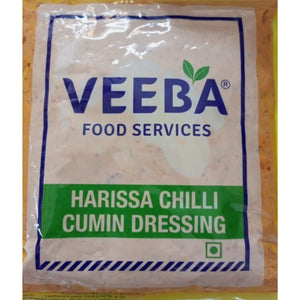 VEEBA®
FOOD SERVICES
HARISSA CHILLI
CUMIN DRESSING